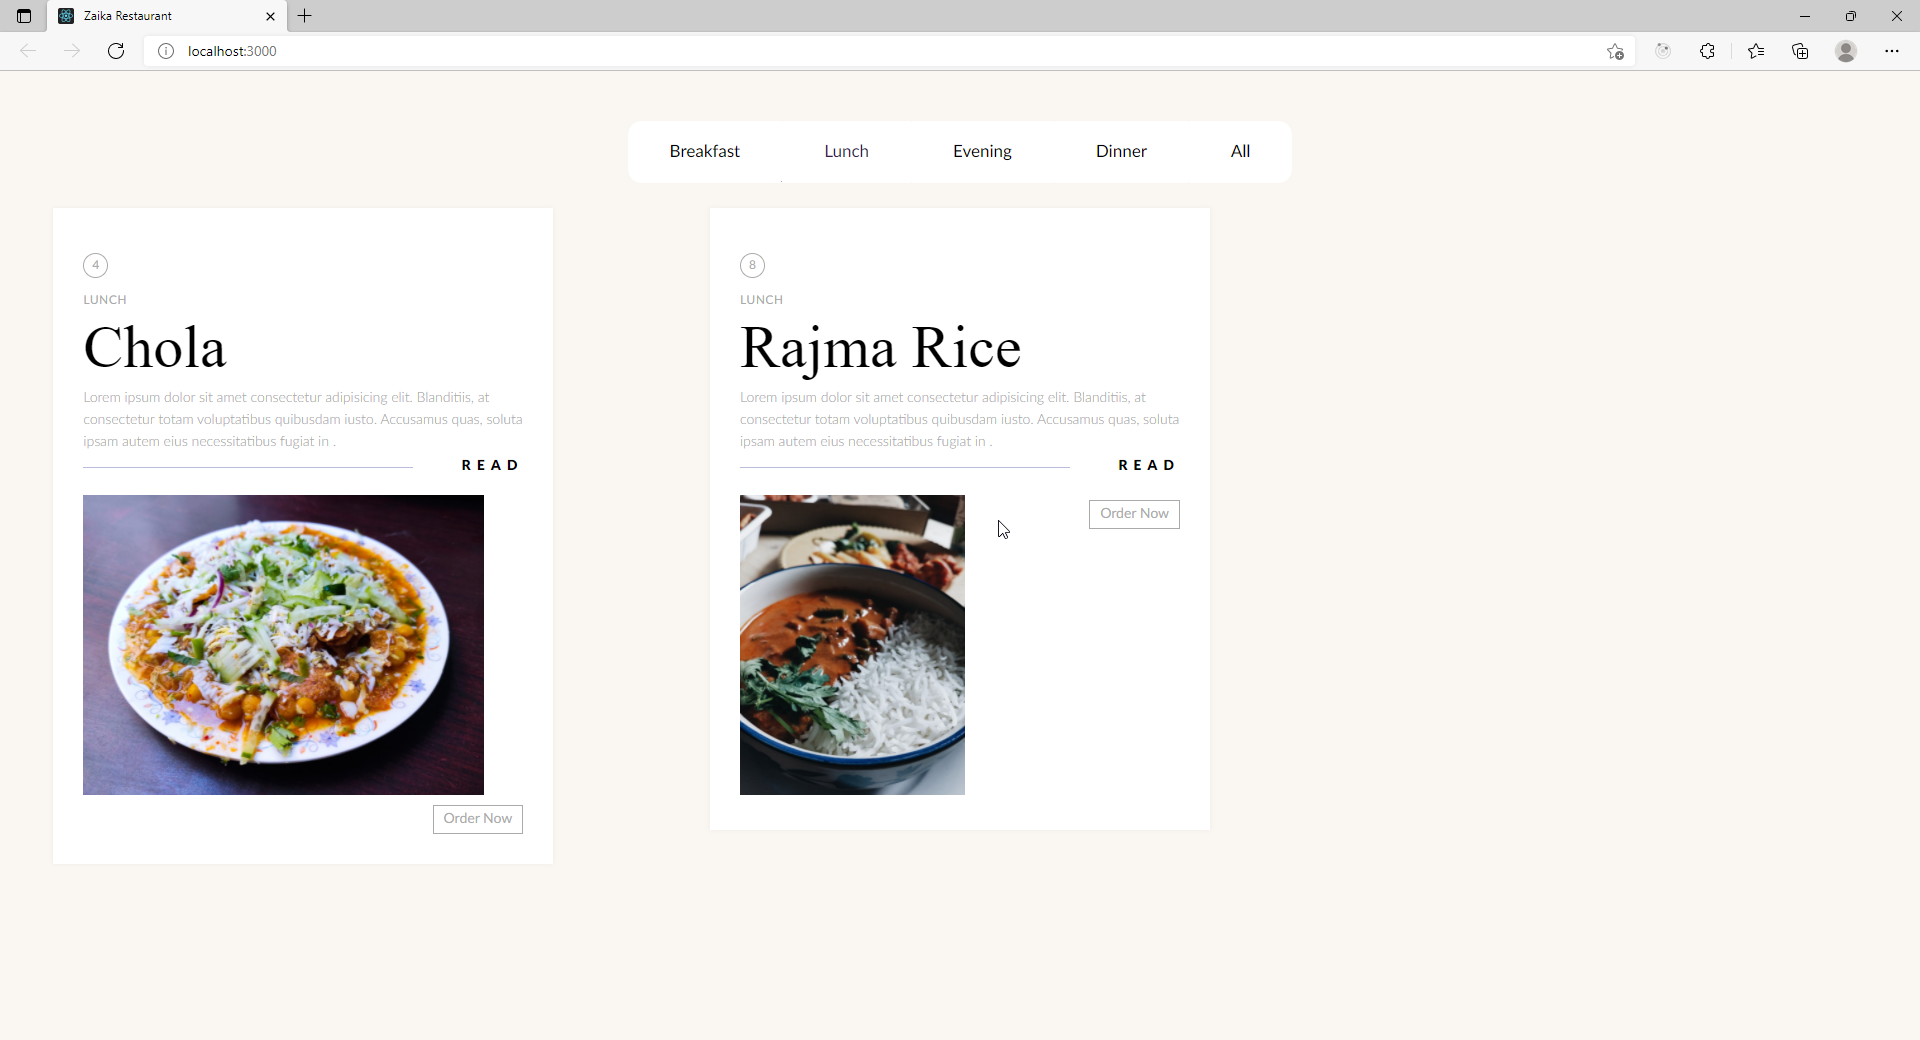 Zaika Restaurant
localhost:3000
Breakfast Lunch Evening Dinner All
4
LUNCH
Chola
Lorem ipsum dolor sit amet consectetur adipisicing elit. Blanditiis, at
consectetur totam voluptatibus quibusdam iusto. Accusamus quas, soluta
ipsam autem eius necessitatibus fugiat in .
READ
Order Now
8
LUNCH
Rajma Rice
Lorem ipsum dolor sit amet consectetur adipisicing elit. Blanditiis, at
consectetur totam voluptatibus quibusdam iusto. Accusamus quas, soluta
ipsam autem eius necessitatibus fugiat in .
READ
Order Now